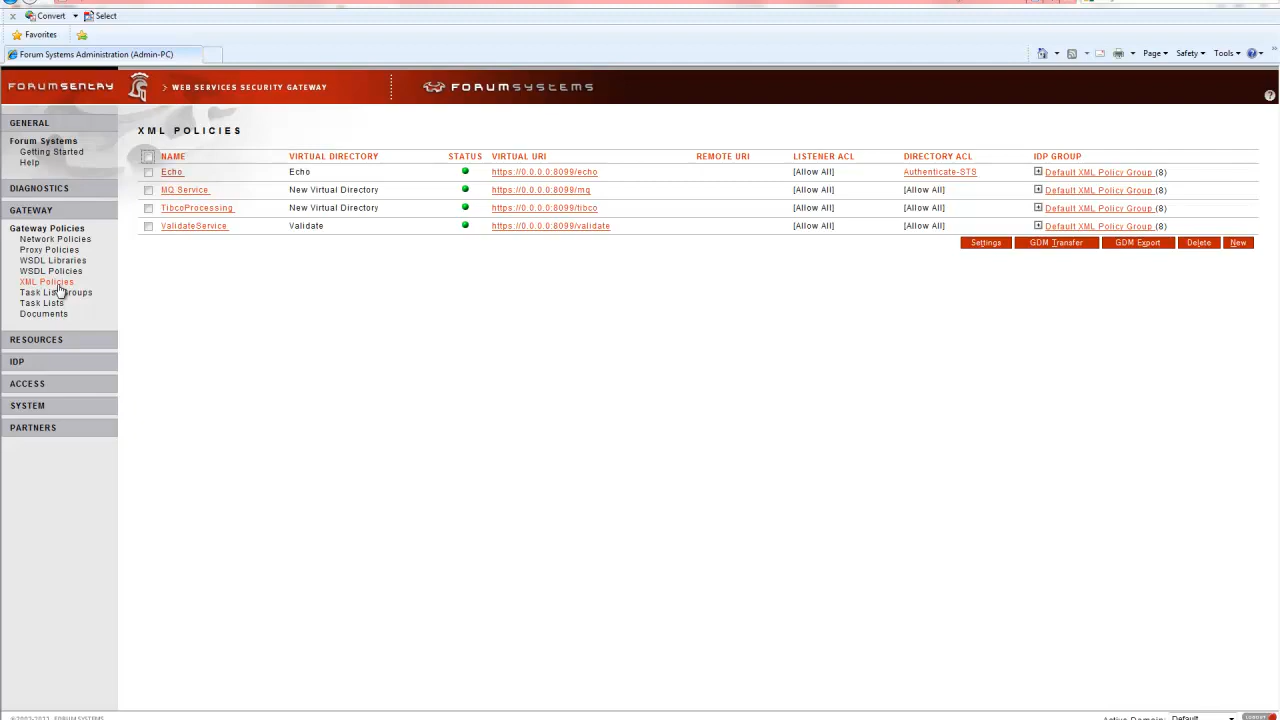 Convert Select
Favorites
Forum Systems Administration (Admin-PC)
Page Safety Tools
FORUMSENTRY > WEB SERVICES SECURITY GATEWAY FORUMSYSTEMS
GENERAL
Forum Systems
Getting Started
Help
DIAGNOSTICS
GATEWAY
Gateway Policies
Network Policies
Proxy Policies
WSDL Libraries
WSDL Policies
XML Policies
Task List Groups
Task Lists
Documents
RESOURCES
IDP
ACCESS
SYSTEM
PARTNERS
XML POLICIES
NAME VIRTUAL DIRECTORY STATUS VIRTUAL URI REMOTE URI LISTENER ACL DIRECTORY ACL IDP GROUP
Echo Echo https://0.0.0.0:8099/echo [Allow All] Authenticate-STS Default XML Policy Group (8)
MQ Service New Virtual Directory https://0.0.0.0:8099/mq [Allow All] [Allow All] Default XML Policy Group (8)
TibcoProcessing New Virtual Directory https://0.0.0.0:8099/tibco [Allow All] [Allow All] Default XML Policy Group (8)
ValidateService Validate https://0.0.0.0:8099/validate [Allow All] [Allow All] Default XML Policy Group (8)
Settings GDM Transfer GDM Export Delete New
©2002-2011 FORUM SYSTEMS
Active Domain: Default LOGOUT